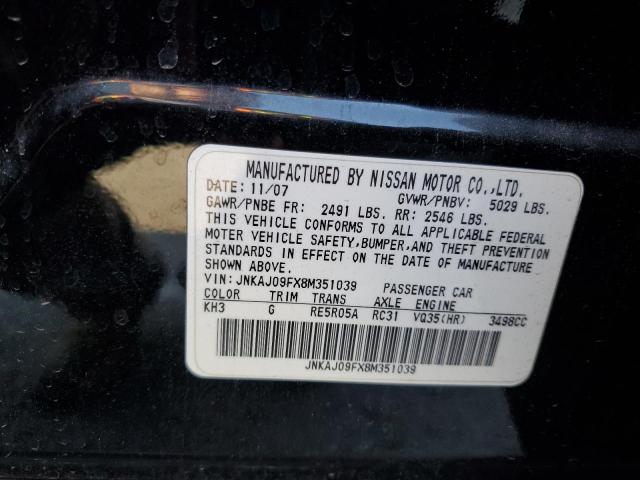 MANUFACTURED BY NISSAN MOTOR CO.,LTD.
DATE: 11/07 GVWR/PNBV: 5029 LBS.
GAWR/PNBE FR: 2491 LBS. RR: 2546 LBS.
THIS VEHICLE CONFORMS TO ALL APPLICABLE FEDERAL
MOTER VEHICLE SAFETY,BUMPER,AND THEFT PREVENTION
STANDARDS IN EFFECT ON THE DATE OF MANUFACTURE
SHOWN ABOVE.
VIN:JNKAJ09FX8M351039 PASSENGER CAR
COLOR TRIM TRANS AXLE ENGINE
KH3 G RE5R05A RC31 VQ35(HR) 3498CC
JNKAJ09FX8M351039